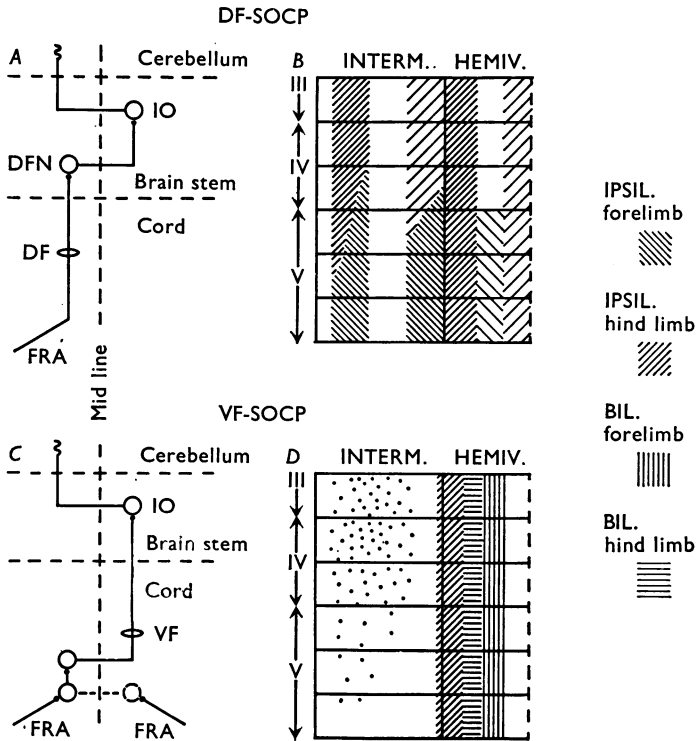 DF-SOCP
A
Cerebellum
IO
DFN
Brain stem
Cord
DF
FRA
Mid line
B
INTERM..
HEMIV.
III
IV
V
IPSIL.
forelimb
IPSIL.
hind limb
BIL.
forelimb
BIL.
hind limb
VF-SOCP
C
Cerebellum
IO
Brain stem
Cord
VF
FRA
FRA
D
INTERM.
HEMIV.
III
IV
V